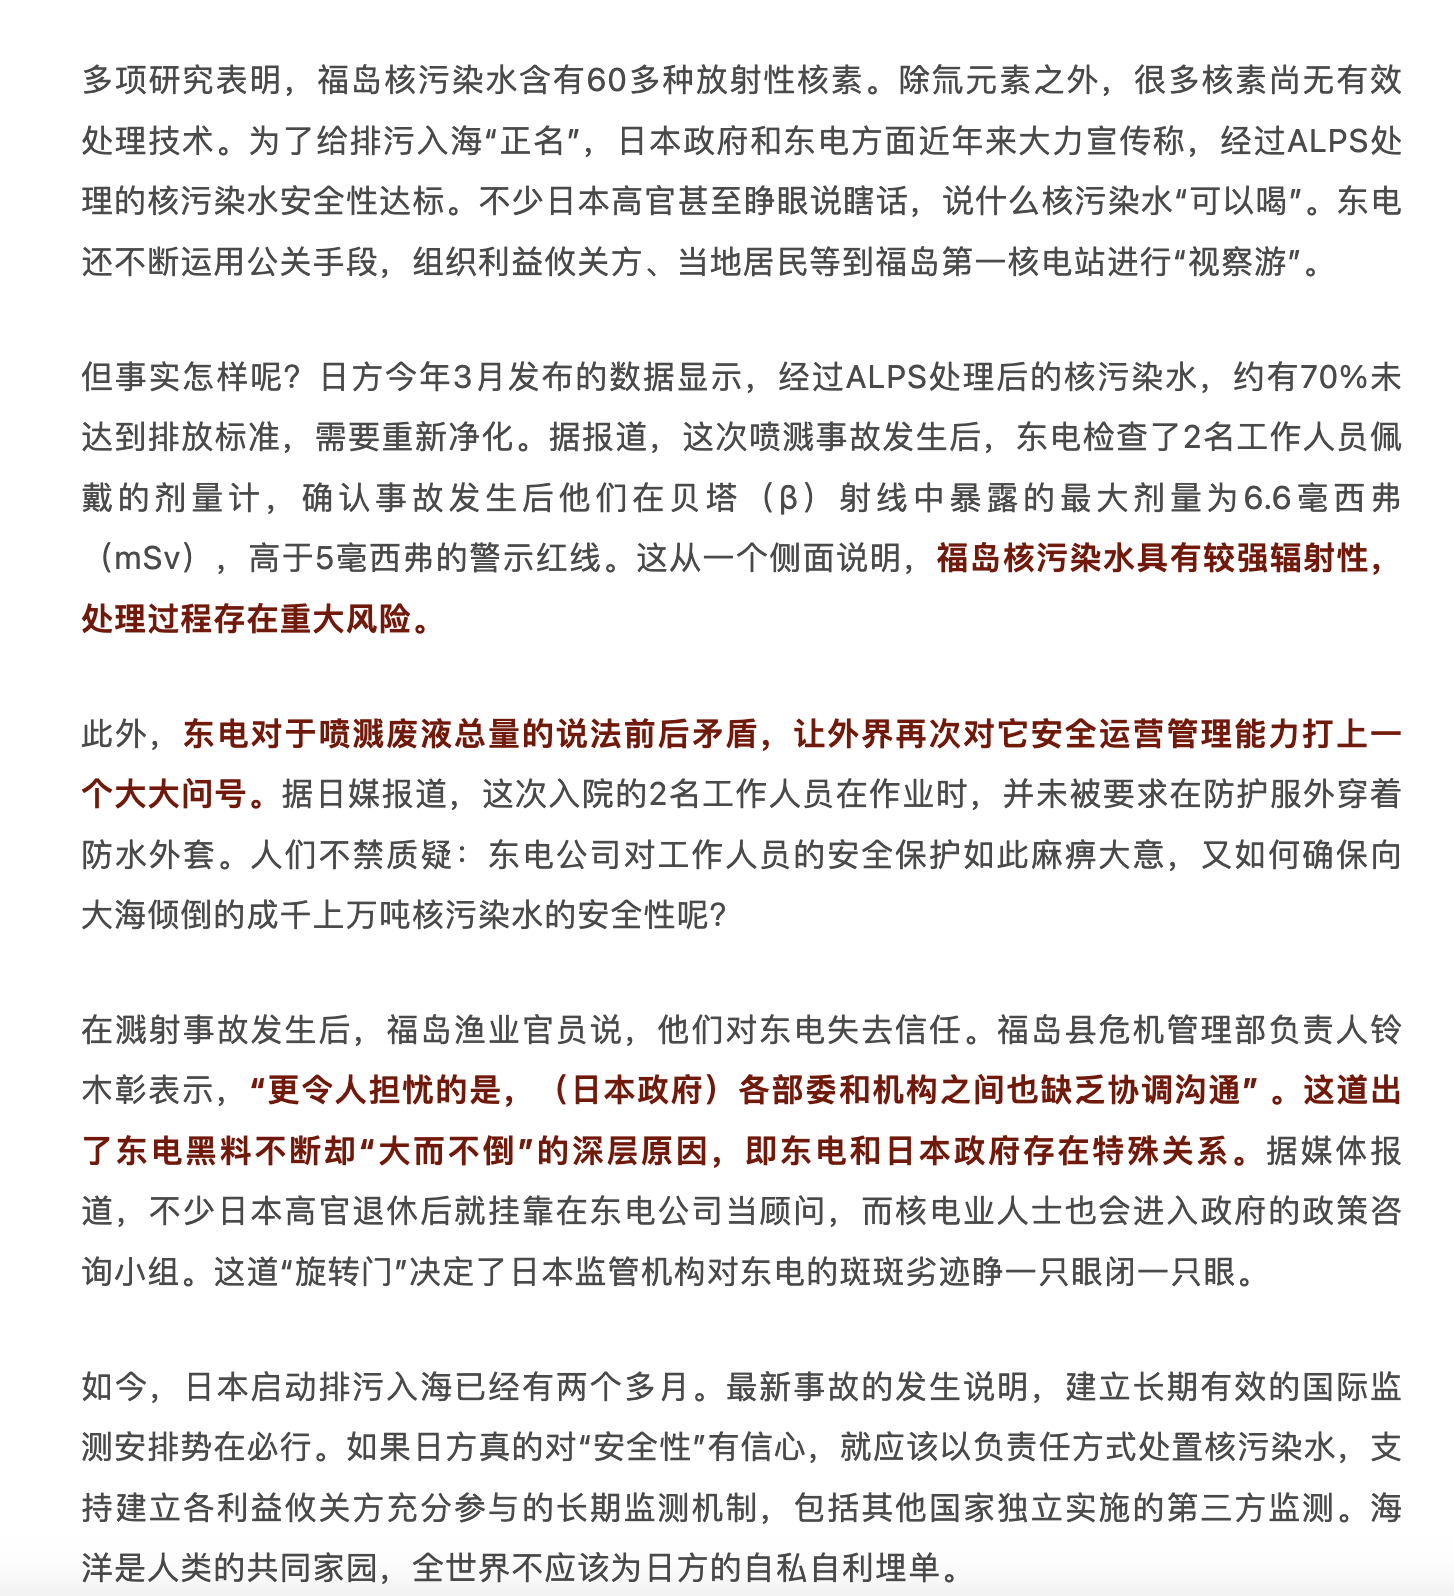 多项研究表明，福岛核污染水含有60多种放射性核素。除氚元素之外，很多核素尚无有效
处理技术。为了给排污入海“正名”，日本政府和东电方面近年来大力宣传称，经过ALPS处
理的核污染水安全性达标。不少日本高官甚至睁眼说瞎话，说什么核污染水“可以喝”。东电
还不断运用公关手段，组织利益攸关方、当地居民等到福岛第一核电站进行“视察游”。
但事实怎样呢？日方今年3月发布的数据显示，经过ALPS处理后的核污染水，约有70%未
达到排放标准，需要重新净化。据报道，这次喷溅事故发生后，东电检查了2名工作人员佩
戴的剂量计，确认事故发生后他们在贝塔（β）射线中暴露的最大剂量为6.6毫西弗
（mSv），高于5毫西弗的警示红线。这从一个侧面说明，福岛核污染水具有较强辐射性，
处理过程存在重大风险。
此外，东电对于喷溅废液总量的说法前后矛盾，让外界再次对它安全运营管理能力打上一
个大大问号。据日媒报道，这次入院的2名工作人员在作业时，并未被要求在防护服外穿着
防水外套。人们不禁质疑：东电公司对工作人员的安全保护如此麻痹大意，又如何确保向
大海倾倒的成千上万吨核污染水的安全性呢？
在溅射事故发生后，福岛渔业官员说，他们对东电失去信任。福岛县危机管理部负责人铃
木彰表示，“更令人担忧的是，（日本政府）各部委和机构之间也缺乏协调沟通” 。这道出
了东电黑料不断却“大而不倒”的深层原因，即东电和日本政府存在特殊关系。据媒体报
道，不少日本高官退休后就挂靠在东电公司当顾问，而核电业人士也会进入政府的政策咨
询小组。这道“旋转门”决定了日本监管机构对东电的斑斑劣迹睁一只眼闭一只眼。
如今，日本启动排污入海已经有两个多月。最新事故的发生说明，建立长期有效的国际监
测安排势在必行。如果日方真的对“安全性”有信心，就应该以负责任方式处置核污染水，支
持建立各利益攸关方充分参与的长期监测机制，包括其他国家独立实施的第三方监测。海
洋是人类的共同家园，全世界不应该为日方的自私自利埋单。